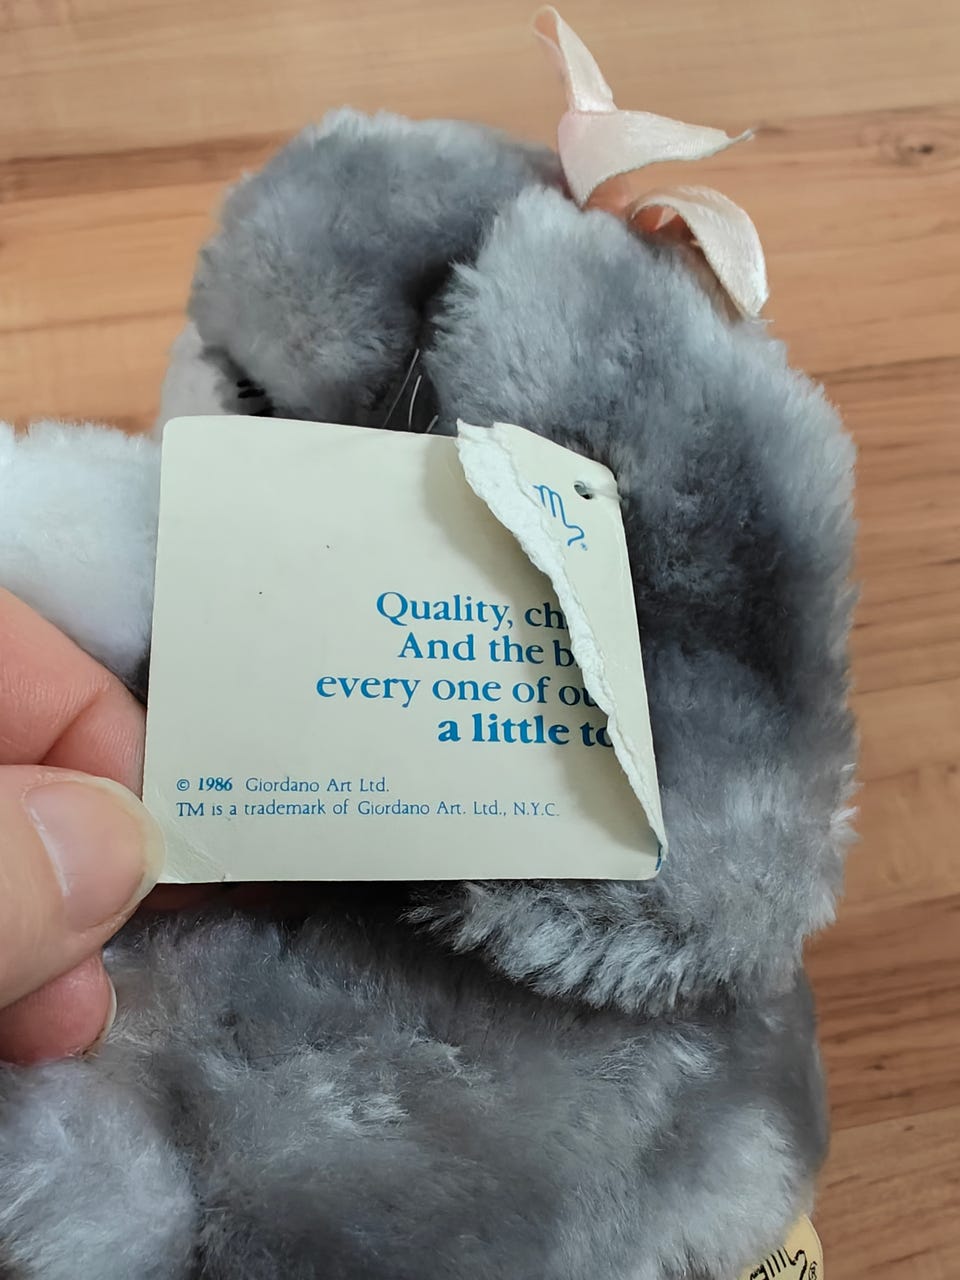 Quality, ch
And the b
every one of ou
a little to
© 1986 Giordano Art Ltd.
TM is a trademark of Giordano Art. Ltd., N.Y.C.